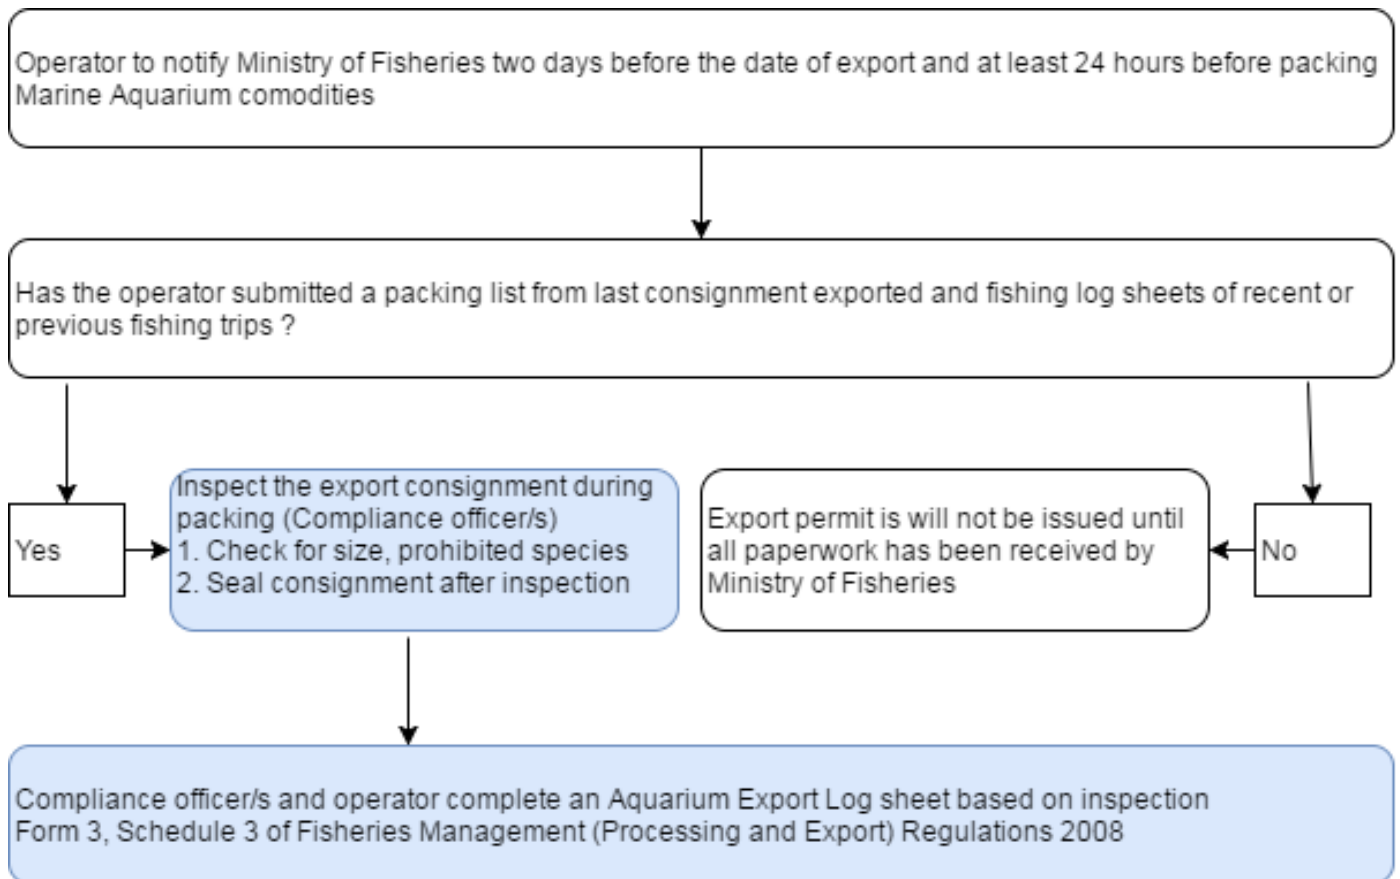 Operator to notify Ministry of Fisheries two days before the date of export and at least 24 hours before packing
Marine Aquarium comodities
Has the operator submitted a packing list from last consignment exported and fishing log sheets of recent or
previous fishing trips ?
Yes
Inspect the export consignment during
packing (Compliance officer/s)
1. Check for size, prohibited species
2. Seal consignment after inspection
Export permit is will not be issued until
all paperwork has been received by
Ministry of Fisheries
No
Compliance officer/s and operator complete an Aquarium Export Log sheet based on inspection
Form 3, Schedule 3 of Fisheries Management (Processing and Export) Regulations 2008